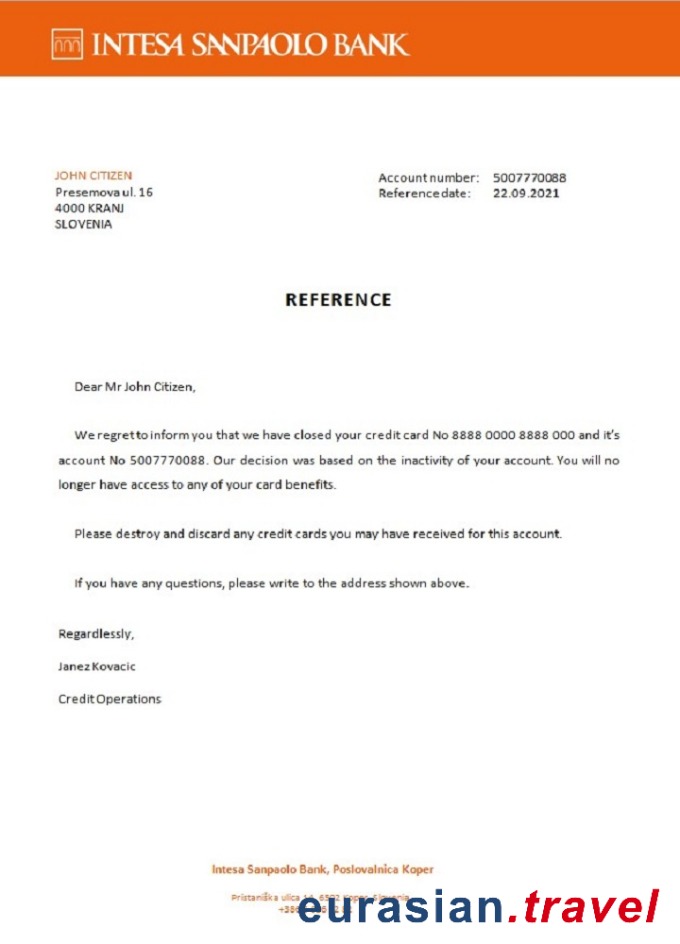 INTESA SANPAOLO BANK
JOHN CITIZEN
Presemova ul. 16
4000 KRANJ
SLOVENIA
Account number: 5007770088
Reference date: 22.09.2021
REFERENCE
Dear Mr John Citizen,
We regret to inform you that we have closed your credit card No 8888 0000 8888 000 and it's
account No 5007770088. Our decision was based on the inactivity of your account. You will no
longer have access to any of your card benefits.
Please destroy and discard any credit cards you may have received for this account.
If you have any questions, please write to the address shown above.
Regardlessly,
Janez Kovacic
Credit Operations
Intesa Sanpaolo Bank, Poslovalnica Koper
Pristaniška ulica 14, 6502 Koper, Slovenia
eurasian.travel